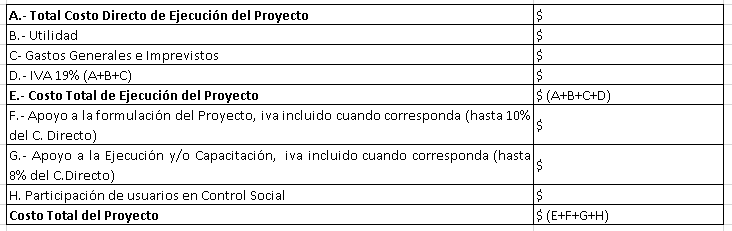 A.- Total Costo Directo de Ejecución del Proyecto $
B.- Utilidad $
C- Gastos Generales e Imprevistos $
D.- IVA 19% (A+B+C) $
E.- Costo Total de Ejecución del Proyecto $ (A+B+C+D)
F.- Apoyo a la formulación del Proyecto, iva incluido cuando corresponda (hasta 10%
del C. Directo) $
G.- Apoyo a la Ejecución y/o Capacitación, iva incluido cuando corresponda (hasta
8% del C.Directo) $
H. Participación de usuarios en Control Social $
Costo Total del Proyecto $ (E+F+G+H)